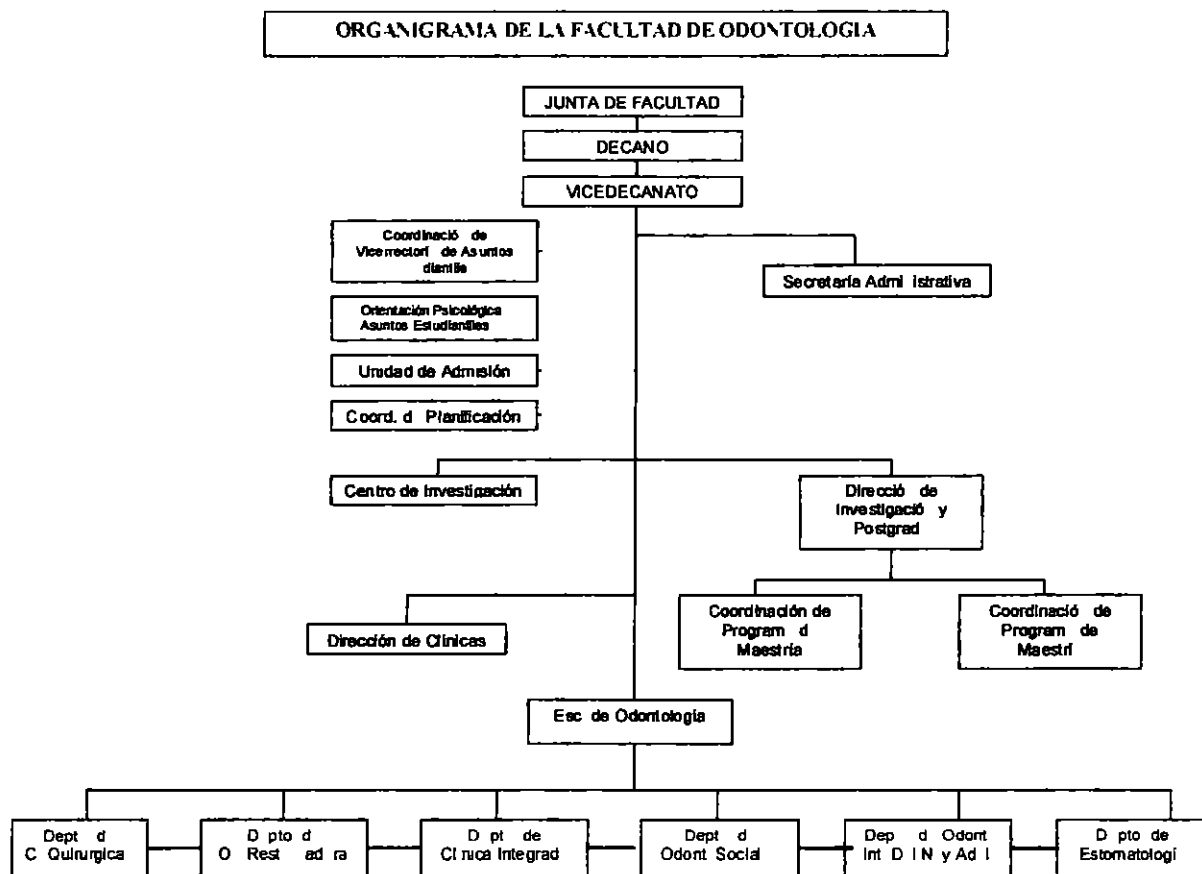 ORGANIGRAMA DE LA FACULTAD DE ODONTOLOGIA
JUNTA DE FACULTAD
DECANO
VICEDECANATO
Coordinació de
Vicerrectorí de Asuntos
diantile
Secretaría Admi istrativa
Orientación Psicológica
Asuntos Estudiantiles
Unidad de Admisión
Coord. d Planificación
Centro de Investigación
Direcció de
Investigació y
Postgrad
Coordinación de
Program d
Maestría
Coordinació de
Program de
Maestrí
Dirección de Clínicas
Esc de Odontología
Dept d
C Quirurgica
D pto d
O Rest ad ra
D pt de
Cl nica Integrad
Dept d
Odont Social
Dep d Odont
Int D I N y Ad l
D pto de
Estomatologí